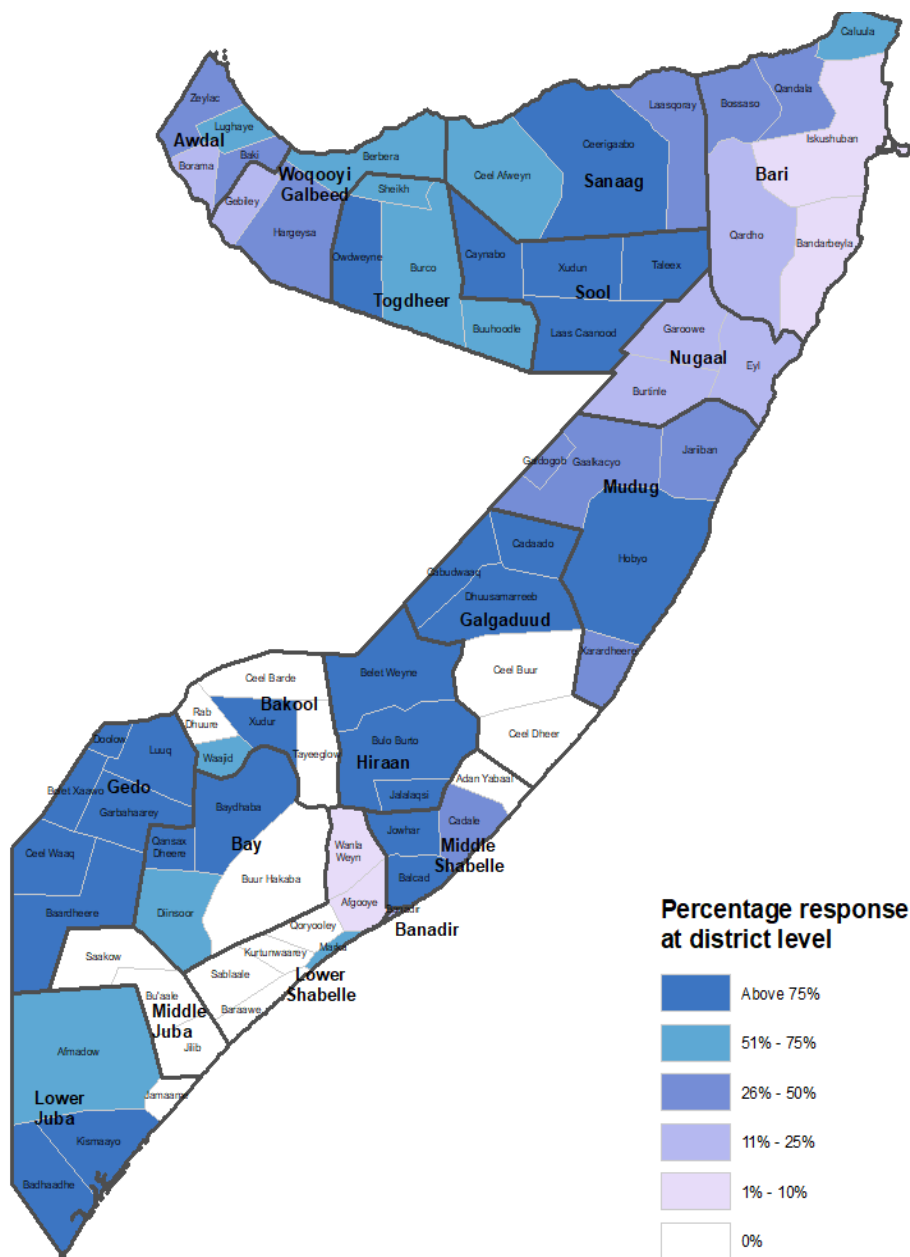 Caluula
Zeylac
Laasqoray
Bossaso
Qandala
Lughaye
Awdal
Iskushuban
Ceerigaabo
Borama
Baki
Berbera
Woqooyi
Galbeed
Ceel Afweyn
Sanaag
Bari
Sheikh
Gebiley
Hargeysa
Qardho
Bandarbeyla
Owdweyne
Burco
Caynabo
Xudun
Taleex
Togdheer
Sool
Buuhoodle
Laas Caanood
Garoowe
Nugaal
Eyl
Burtinle
Jariiban
Galdogob
Gaalkacyo
Mudug
Cadaado
Hobyo
Cabudwaaq
Dhuusamarreeb
Galgaduud
Xarardheere
Ceel Buur
Belet Weyne
Ceel Barde
Bakool
Rab
Dhuure
Xudur
Ceel Dheer
Doolow
Luuq
Waajid
Tayeeglow
Bulo Burto
Hiraan
Adan Yabaal
Gedo
Belet Xaawo
Jalalaqsi
Garbahaarey
Baydhaba
Cadale
Jowhar
Bay
Wanla
Weyn
Middle
Shabelle
Ceel Waaq
Qansax
Dheere
Buur Hakaba
Balcad
Baardheere
Diinsoor
Afgooye
Banadir
Banadir
Qoryooley
Marka
Saakow
Kurtunwaarey
Sablaale
Lower
Shabelle
Bu'aale
Middle
Juba
Baraawe
Jilib
Afmadow
Jamaame
Lower
Juba
Kismaayo
Badhaadhe
Percentage response
at district level
Above 75%
51% - 75%
26% - 50%
11% - 25%
1% - 10%
0%